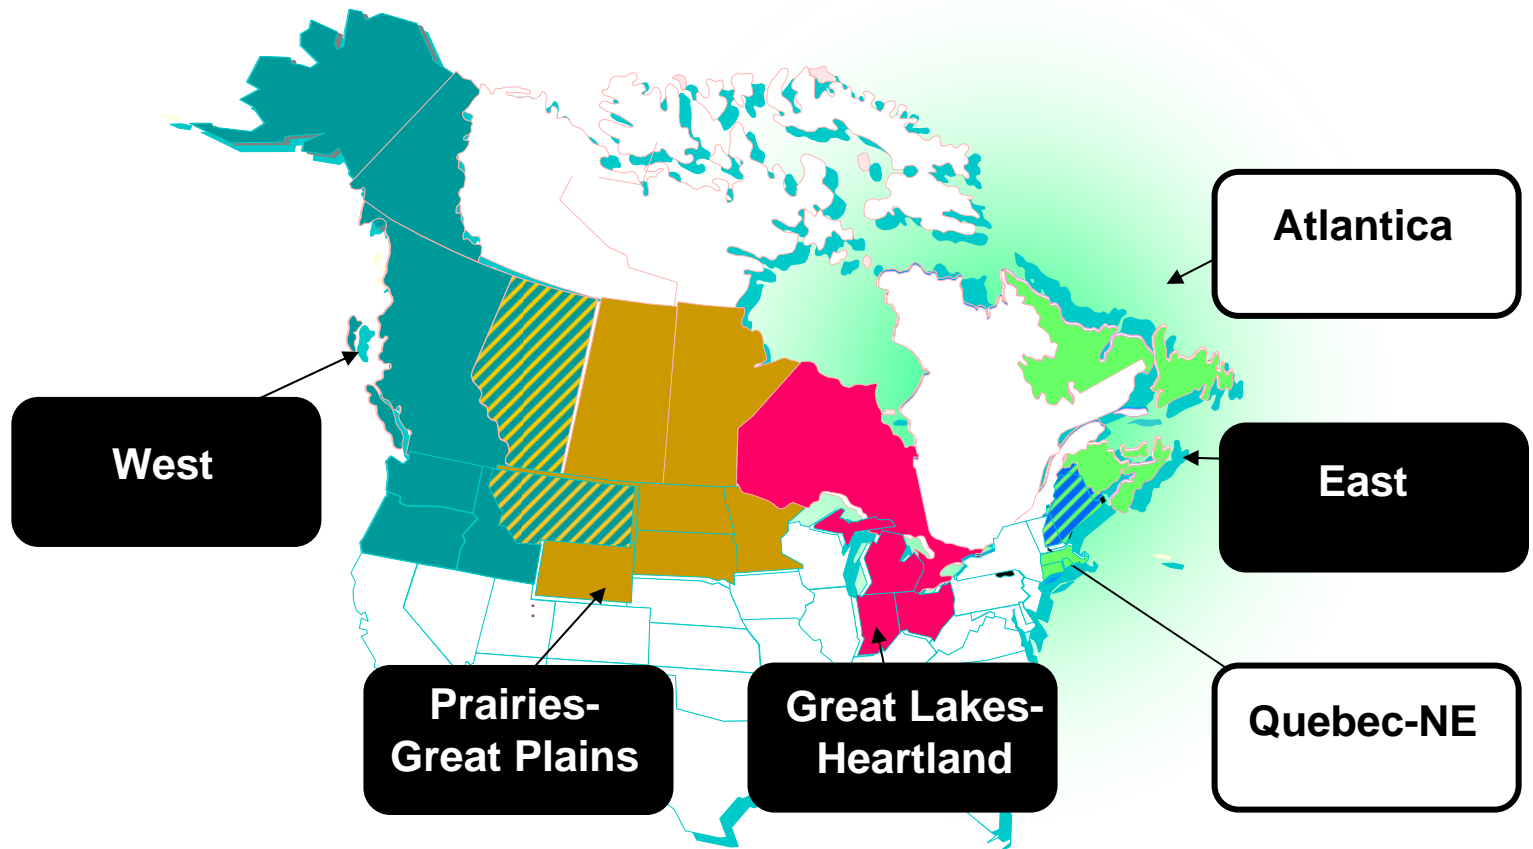 Atlantica
West
East
Prairies-
Great Plains
Great Lakes-
Heartland
Quebec-NE